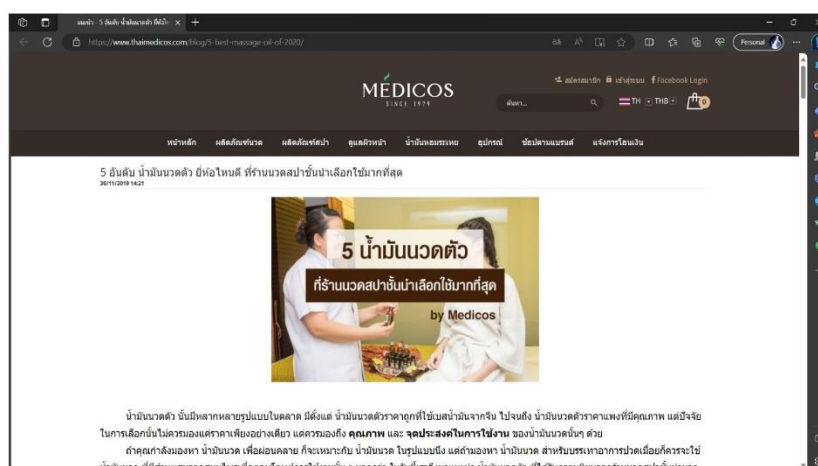 แนะนำ - 5 อันดับ น้ำมันนวดตัว ยี่ห้อ
https://www.thaimedicos.com/blog/5-best-massage-oil-of-2020/
Personal
MEDICOS
SINCE 1979
สมัครสมาชิก เข้าสู่ระบบ Facebook Login
ค้นหา...
TH THB 0
หน้าหลัก ผลิตภัณฑ์นวด ผลิตภัณฑ์สปา ดูแลผิวหน้า น้ำมันหอมระเหย อุปกรณ์ ช้อปตามแบรนด์ แจ้งการโอนเงิน
5 อันดับ น้ำมันนวดตัว ยี่ห้อไหนดี ที่ร้านนวดสปาชั้นนำเลือกใช้มากที่สุด
26/11/2019 14:21
5 น้ำมันนวดตัว
ที่ร้านนวดสปาชั้นนำเลือกใช้มากที่สุด
by Medicos
น้ำมันนวดตัว นั้นมีหลากหลายรูปแบบในตลาด มีตั้งแต่ น้ำมันนวดตัวราคาถูกที่ใช้เบสน้ำมันจากจีน ไปจนถึง น้ำมันนวดตัวราคาแพงที่มีคุณภาพ แต่ปัจจัย
ในการเลือกนั้นไม่ควรมองแค่ราคาเพียงอย่างเดียว แต่ควรมองถึง คุณภาพ และ จุดประสงค์ในการใช้งาน ของน้ำมันนวดนั้นๆ ด้วย
ถ้าคุณกำลังมองหา น้ำมันนวด เพื่อผ่อนคลาย ก็จะเหมาะกับ น้ำมันนวด ในรูปแบบนึง แต่ถ้ามองหา น้ำมันนวด สำหรับบรรเทาอาการปวดเมื่อยก็ควรจะใช้